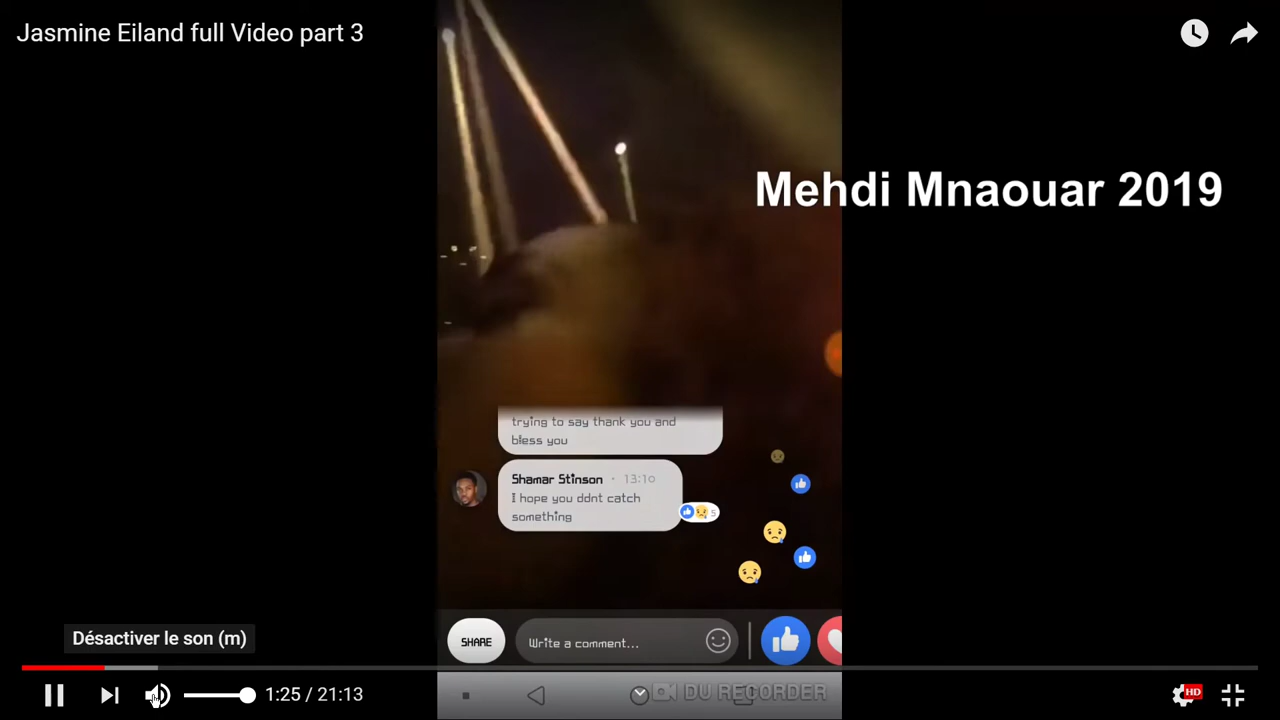 Jasmine Eiland full Video part 3
Mehdi Mnaouar 2019
trying to say thank you and
bless you
Shamar Stinson · 13:10
I hope you ddnt catch
something
5
SHARE
Write a comment...
Désactiver le son (m)
1:25 / 21:13
DU RECORDER
HD